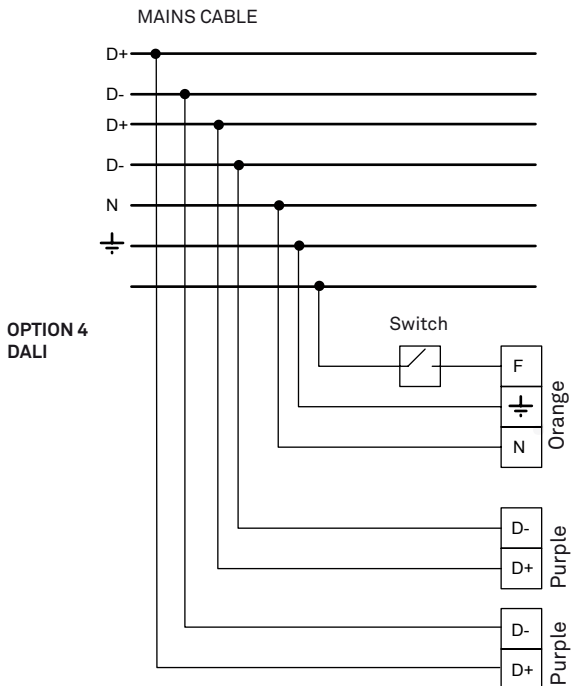 MAINS CABLE
D+
D-
D+
D-
N
OPTION 4
DALI
Switch
F
N
Orange
D-
D+
Purple
D-
D+
Purple